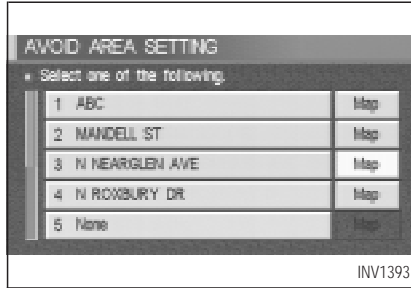 AVOID AREA SETTING
Select one of the following.
1 ABC Map
2 MANDELL ST Map
3 N NEARGLEN AVE Map
4 N ROXBURY DR Map
5 None Map
INV1393